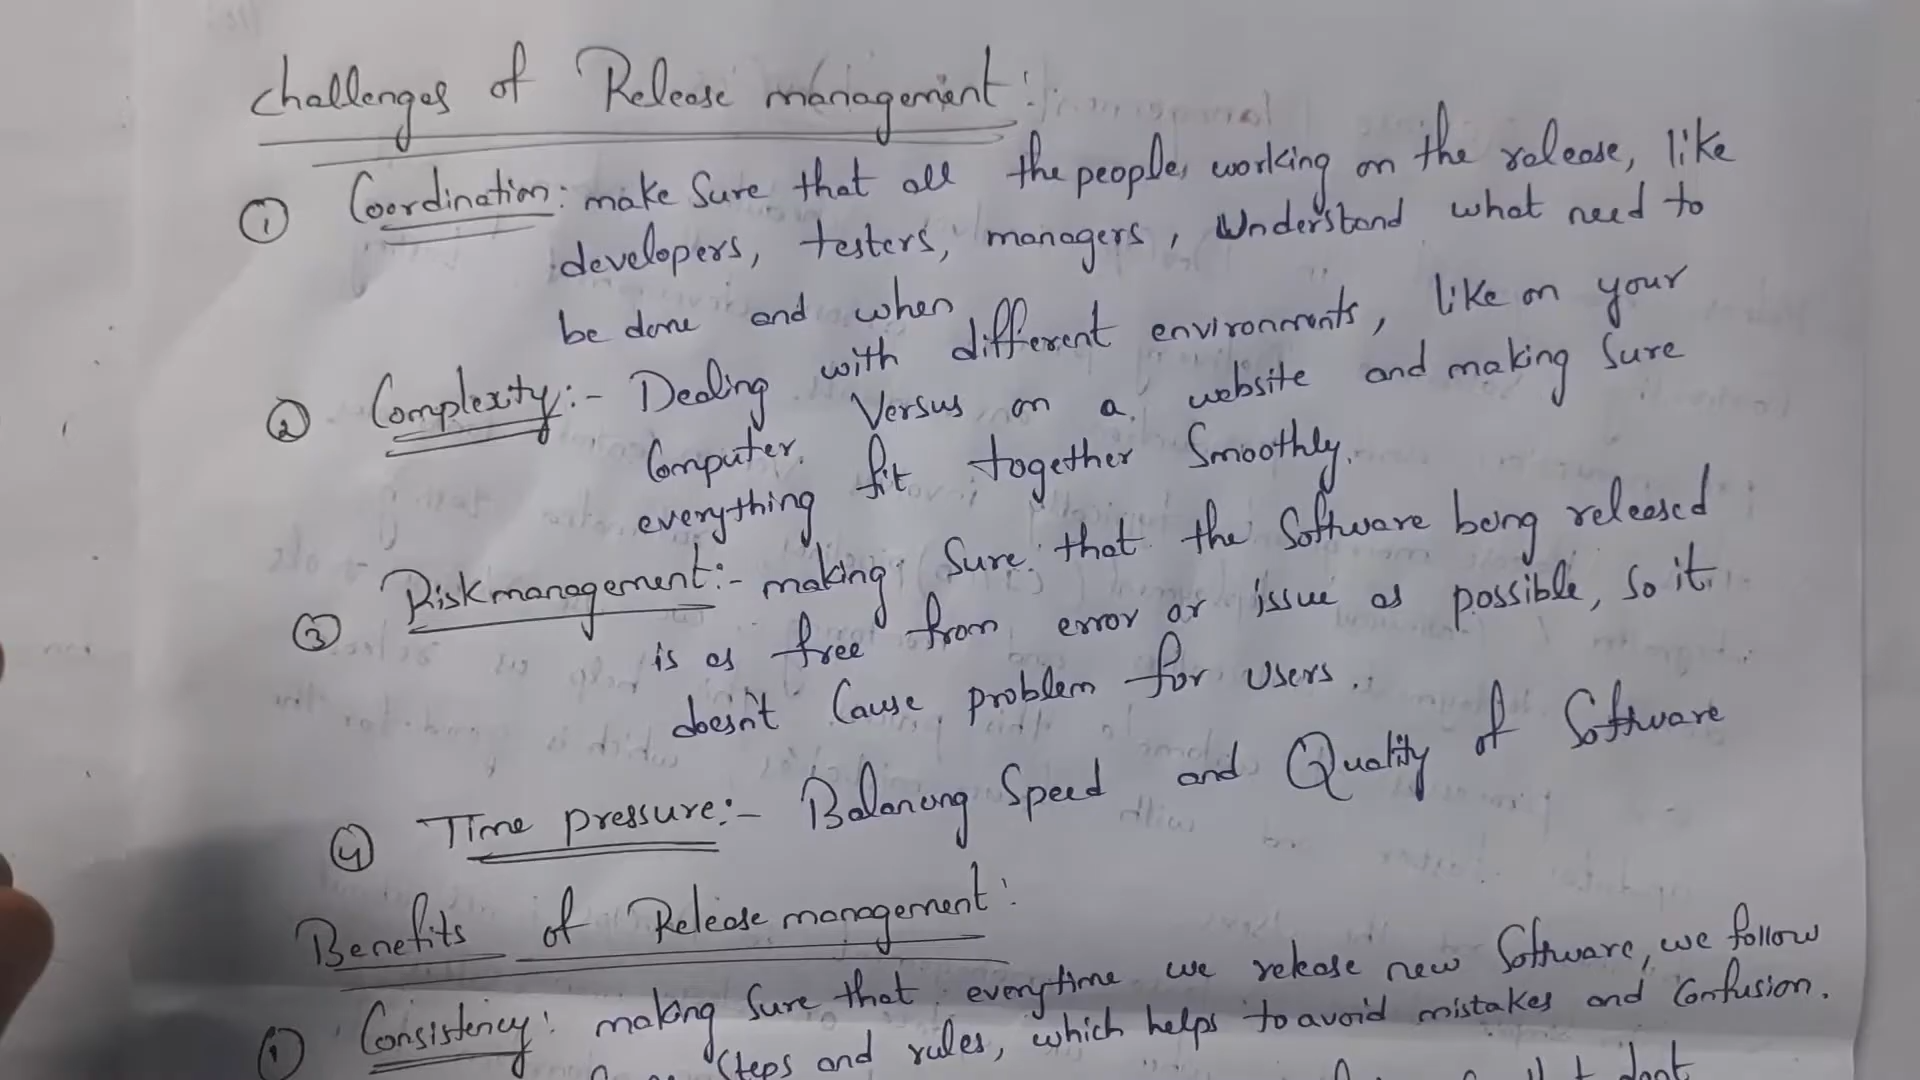 Challenges of Release management:
① Coordination: make Sure that all the people, working on the release, like
developers, testers, managers, Understand what need to
be done and when
② Complexity:- Dealing with different environments, like on your
Computer. Versus on a website and making Sure
everything fit together Smoothly.
③ Risk management:- making Sure that the Software being released
is as free from error or issue as possible, So it
doesn't Cause problem for users.
④ Time pressure:- Balancing Speed and Quality of Software
Benefits of Release management:
① Consistency: making Sure that everytime we release new Software, we follow
Steps and rules, which helps to avoid mistakes and Confusion.